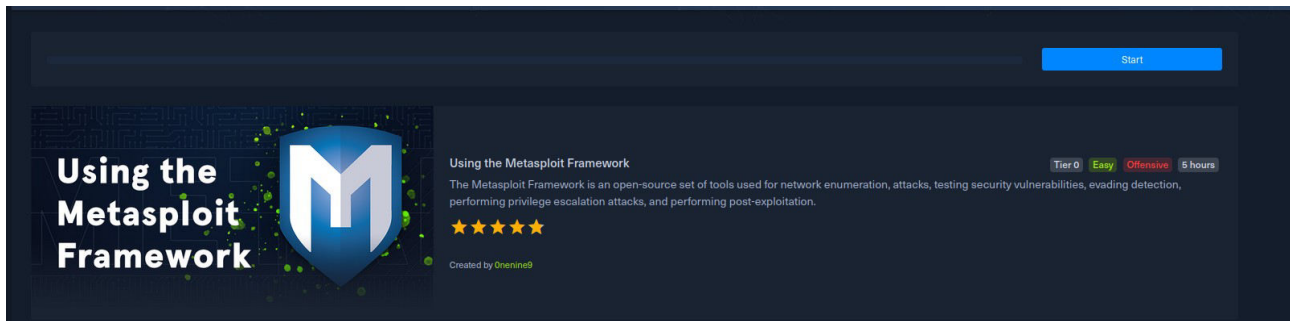 Start
Using the
Metasploit
Framework
Using the Metasploit Framework
Tier 0 Easy Offensive 5 hours
The Metasploit Framework is an open-source set of tools used for network enumeration, attacks, testing security vulnerabilities, evading detection,
performing privilege escalation attacks, and performing post-exploitation.
Created by 0nenine9